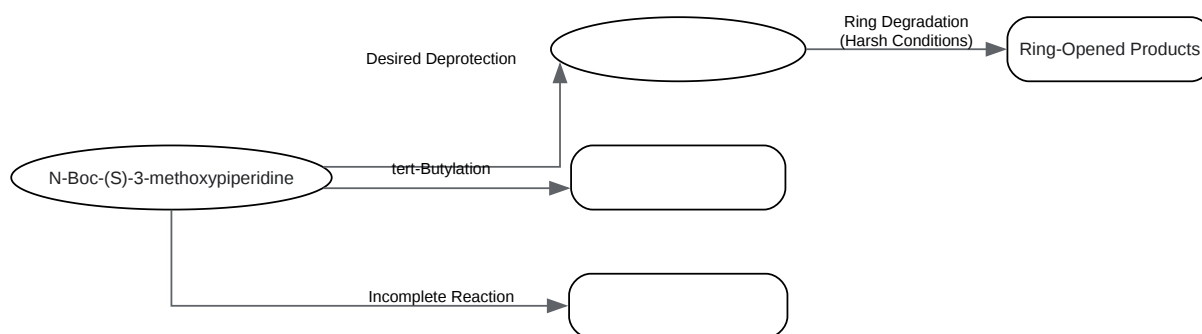 Ring Degradation
(Harsh Conditions)
Ring-Opened Products
Desired Deprotection
tert-Butylation
N-Boc-(S)-3-methoxypiperidine
Incomplete Reaction